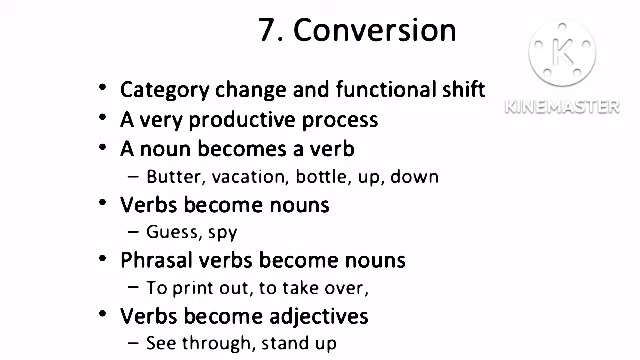 7. Conversion
KINEMASTER
• Category change and functional shift
• A very productive process
• A noun becomes a verb
– Butter, vacation, bottle, up, down
• Verbs become nouns
– Guess, spy
• Phrasal verbs become nouns
– To print out, to take over,
• Verbs become adjectives
– See through, stand up